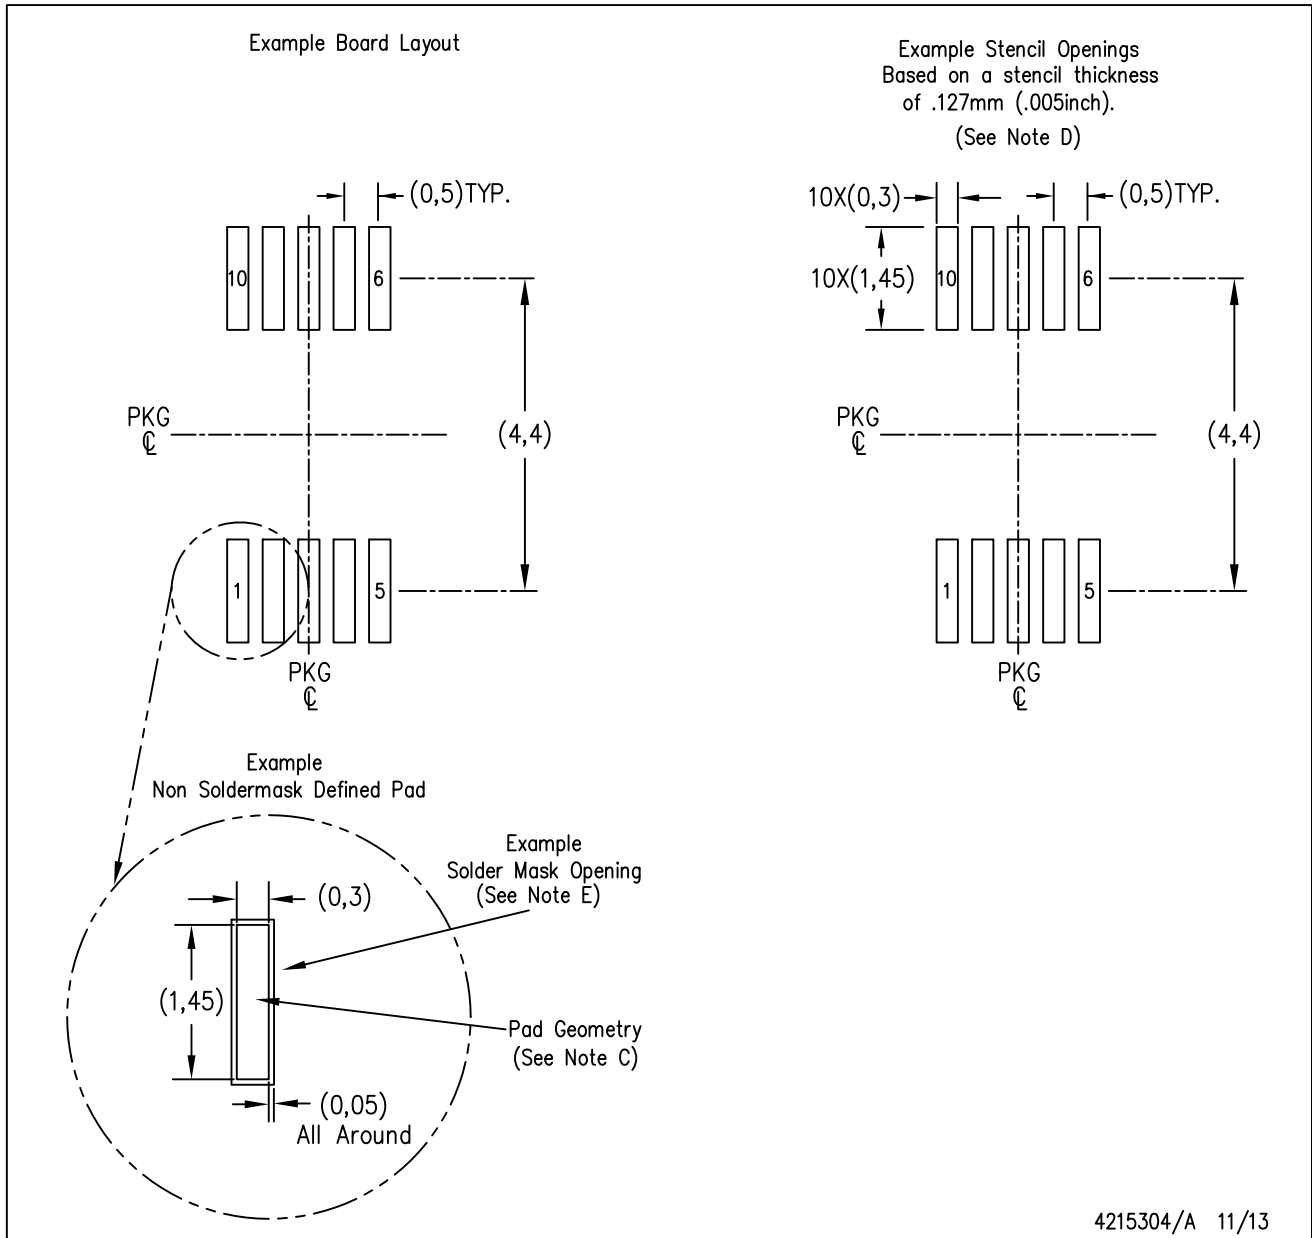 Example Board Layout
(0,5)TYP.
10
6
PKG
℄
(4,4)
1
5
PKG
℄
Example
Non Soldermask Defined Pad
Example
Solder Mask Opening
(See Note E)
(0,3)
(1,45)
Pad Geometry
(See Note C)
(0,05)
All Around
Example Stencil Openings
Based on a stencil thickness
of .127mm (.005inch).
(See Note D)
10X(0,3)
(0,5)TYP.
10X(1,45)
10
6
PKG
℄
(4,4)
1
5
PKG
℄
4215304/A 11/13